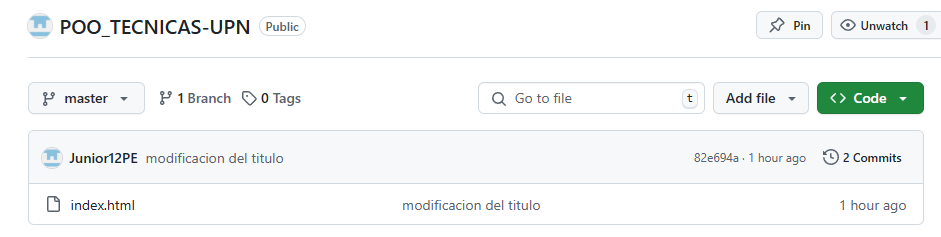 POO_TECNICAS-UPN Public Pin Unwatch 1
master 1 Branch 0 Tags Go to file t Add file Code
Junior12PE modificacion del titulo 82e694a · 1 hour ago 2 Commits
index.html modificacion del titulo 1 hour ago